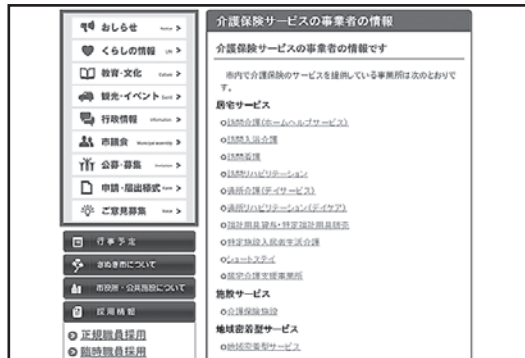 おしらせ
くらしの情報
教育・文化
観光・イベント
行政情報
市議会
公募・募集
申請・届出様式
ご意見募集
行事予定
さぬき市について
市役所・公共施設について
採用情報
正規職員採用
臨時職員採用
介護保険サービスの事業者の情報
介護保険サービスの事業者の情報です
市内で介護保険のサービスを提供している事業所は次のとおりで
す。
居宅サービス
訪問介護(ホームヘルプサービス)
訪問入浴介護
訪問看護
訪問リハビリテーション
通所介護(デイサービス)
通所リハビリテーション(デイケア)
福祉用具貸与・特定福祉用具販売
特定施設入居者生活介護
ショートステイ
居宅介護支援事業所
施設サービス
介護保険施設
地域密着型サービス
地域密着型サービス